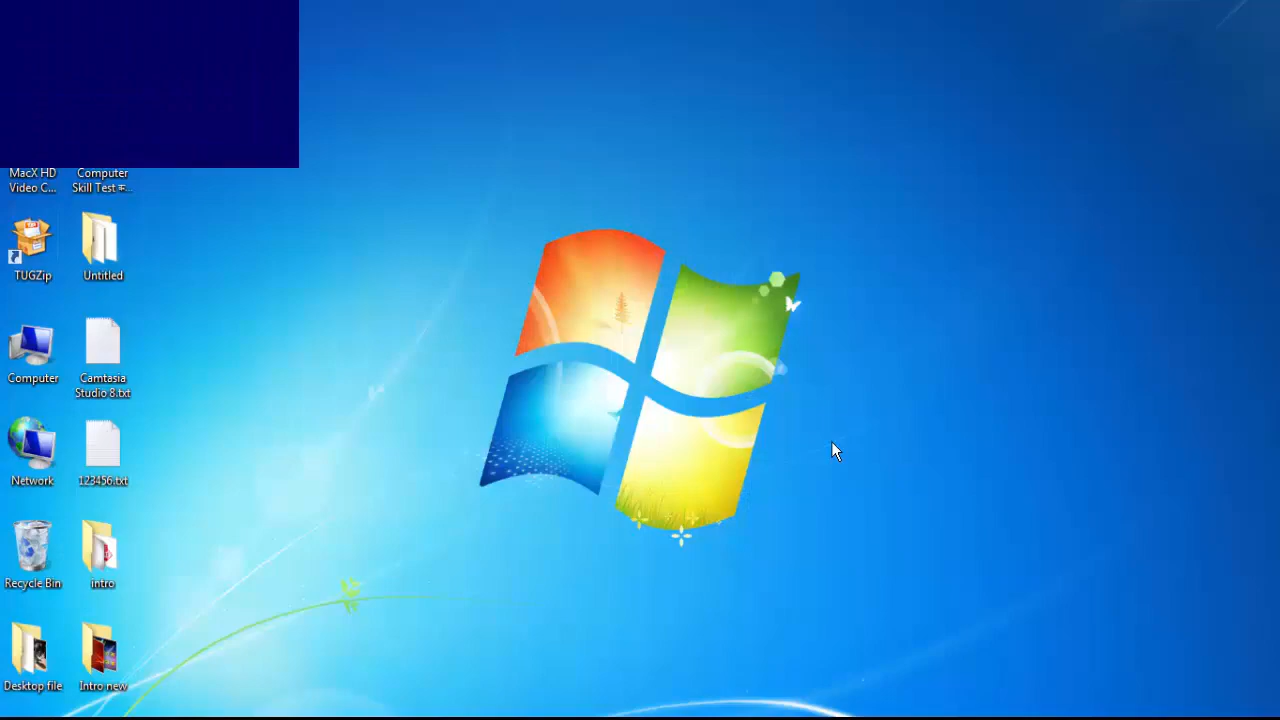 MacX HD
Video C...
Computer
Skill Test क...
TUGZip
Untitled
Computer
Camtasia
Studio 8.txt
Network
123456.txt
Recycle Bin
intro
Desktop file
Intro new